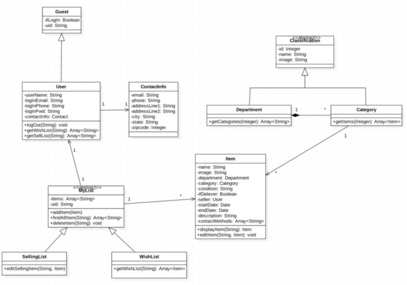 Guest
-ifLogin: Boolean
-uid: String
User
-userName: String
-loginEmail: String
-loginPhone: String
-loginPwd: String
-contactInfo: Contact
+logOut(String): void
+getWishList(String): Array<String>
+getSelList(String): Array<String>
1
1
ContactInfo
-email: String
-phone: String
-addressLine1: String
-addressLine2: String
-city: String
-state: String
-zipcode: Integer
Classification
-id: Integer
-name: String
-image: String
Department
+getCategories(Integer): Array<String>
1
*
Category
+getItems(Integer): Array<Item>
1
*
1
1
MyList
-items: Array<String>
-uid: String
+addItem(Item)
+findAllItem(String): Array<String>
+deleteItem(String): void
1
*
Item
-name: String
-image: String
-department: Department
-category: Category
-condition: String
-ifDeliver: Boolean
-seller: User
-startDate: Date
-endDate: Date
-description: String
-contactMethods: Array<String>
+displayItem(String): Item
+editItem(String, Item): void
SellingList
+editSellingItem(String, Item)
WishList
+getWishList(String): Array<Item>